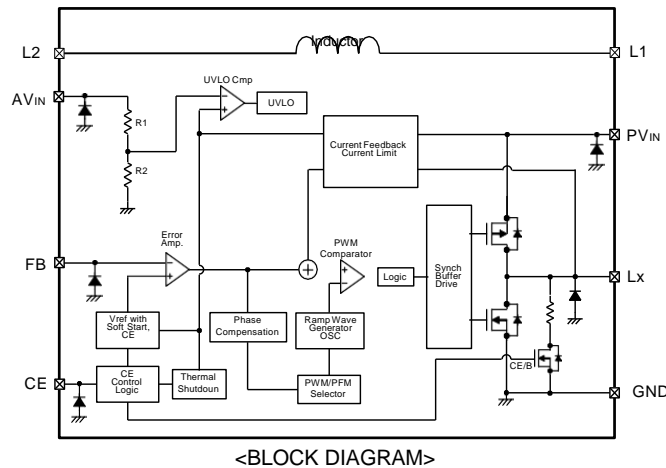 Inductor
L2
L1
UVLO Cmp
AVIN
UVLO
R1
Current Feedback
Current Limit
PVIN
R2
Error
Amp.
PWM
Comparator
FB
Logic
Synch
Buffer
Drive
Lx
Vref with
Soft Start,
CE
Phase
Compensation
Ramp Wave
Generator
OSC
CE/B
CE
CE
Control
Logic
Thermal
Shutdoun
PWM/PFM
Selector
GND
<BLOCK DIAGRAM>